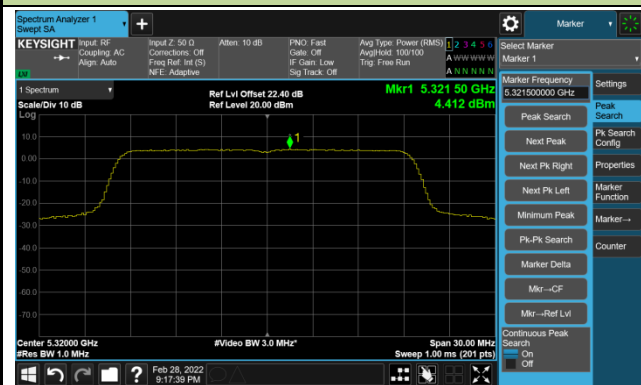 Spectrum Analyzer 1
Swept SA
Marker
KEYSIGHT
Input: RF
Coupling: AC
Align: Auto
Input Z: 50 Ω
Corrections: Off
Freq Ref: Int (S)
NFE: Adaptive
Atten: 10 dB
PNO: Fast
Gate: Off
IF Gain: Low
Sig Track: Off
Avg Type: Power (RMS)
Avg|Hold: 100/100
Trig: Free Run
1 2 3 4 5 6
A W W W W W
A N N N N N
LXI
Select Marker
Marker 1
1 Spectrum
Scale/Div 10 dB
Log
Ref Lvl Offset 22.40 dB
Ref Level 20.00 dBm
Mkr1 5.321 50 GHz
4.412 dBm
10.0
0.00
-10.0
-20.0
-30.0
-40.0
-50.0
-60.0
-70.0
1
Center 5.32000 GHz
#Res BW 1.0 MHz
#Video BW 3.0 MHz*
Span 30.00 MHz
Sweep 1.00 ms (201 pts)
Marker Frequency
5.321500000 GHz
Peak Search
Next Peak
Next Pk Right
Next Pk Left
Minimum Peak
Pk-Pk Search
Marker Delta
Mkr→CF
Mkr→Ref Lvl
Continuous Peak
Search
On
Off
Settings
Peak
Search
Pk Search
Config
Properties
Marker
Function
Marker→
Counter
?
Feb 28, 2022
9:17:39 PM